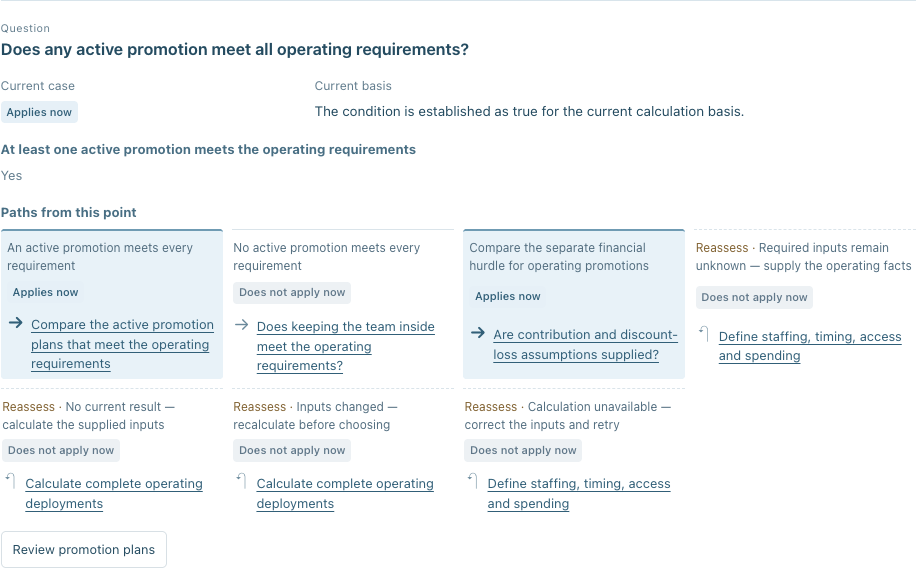 Question
Does any active promotion meet all operating requirements?
Current case
Current basis
Applies now
The condition is established as true for the current calculation basis.
At least one active promotion meets the operating requirements
Yes
Paths from this point
An active promotion meets every
requirement
Applies now
Compare the active promotion
plans that meet the operating
requirements
No active promotion meets every
requirement
Does not apply now
Does keeping the team inside
meet the operating
requirements?
Compare the separate financial
hurdle for operating promotions
Applies now
Are contribution and discount-
loss assumptions supplied?
Reassess · Required inputs remain
unknown — supply the operating facts
Does not apply now
Define staffing, timing, access
and spending
Reassess · No current result —
calculate the supplied inputs
Does not apply now
Calculate complete operating
deployments
Reassess · Inputs changed —
recalculate before choosing
Does not apply now
Calculate complete operating
deployments
Reassess · Calculation unavailable —
correct the inputs and retry
Does not apply now
Define staffing, timing, access
and spending
Review promotion plans